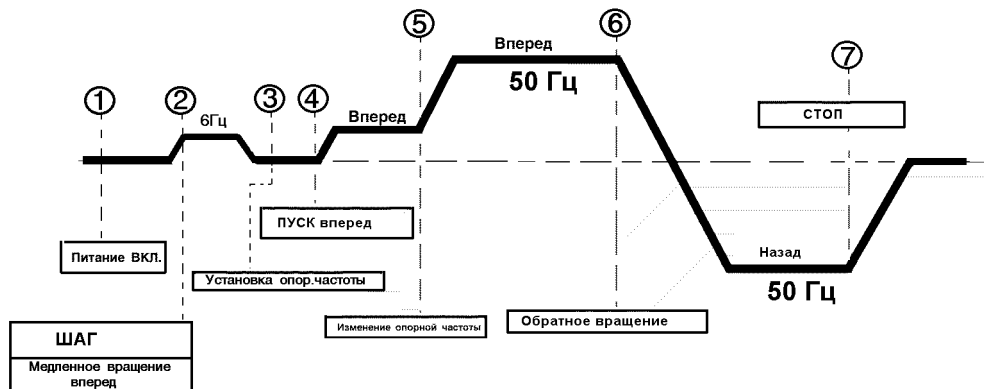 1
2
3
4
5
6
7
6Гц
Вперед
Вперед
50 Гц
СТОП
ПУСК вперед
Питание ВКЛ.
Установка опор.частоты
Назад
50 Гц
Изменение опорной частоты
Обратное вращение
ШАГ
Медленное вращение
вперед